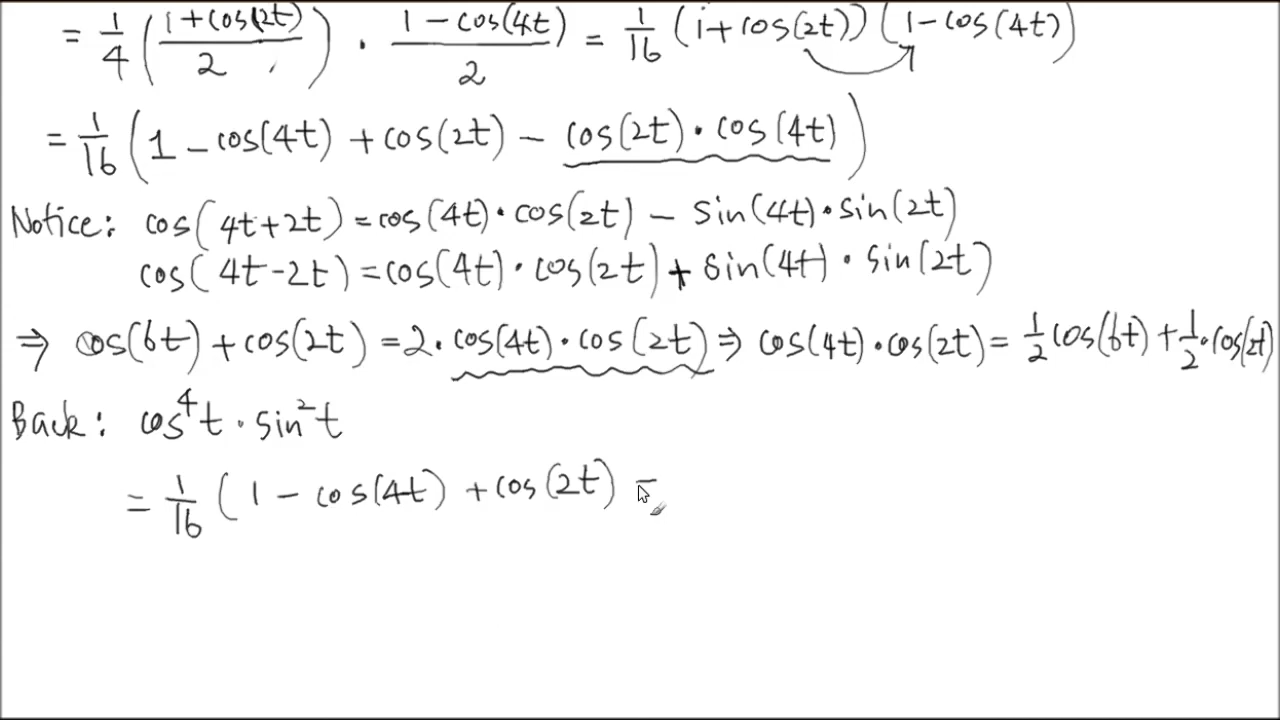 = 1/4 ((1+cos(2t))/2) · (1-cos(4t))/2 = 1/16 (1+cos(2t)) (1-cos(4t))
= 1/16 (1 - cos(4t) + cos(2t) - cos(2t)·cos(4t))
Notice: cos(4t+2t) = cos(4t)·cos(2t) - sin(4t)·sin(2t)
cos(4t-2t) = cos(4t)·cos(2t) + sin(4t)·sin(2t)
⇒ cos(6t) + cos(2t) = 2·cos(4t)·cos(2t) ⇒ cos(4t)·cos(2t) = 1/2 cos(6t) + 1/2·cos(2t)
Back: cos⁴t · sin²t
= 1/16 (1 - cos(4t) + cos(2t) -